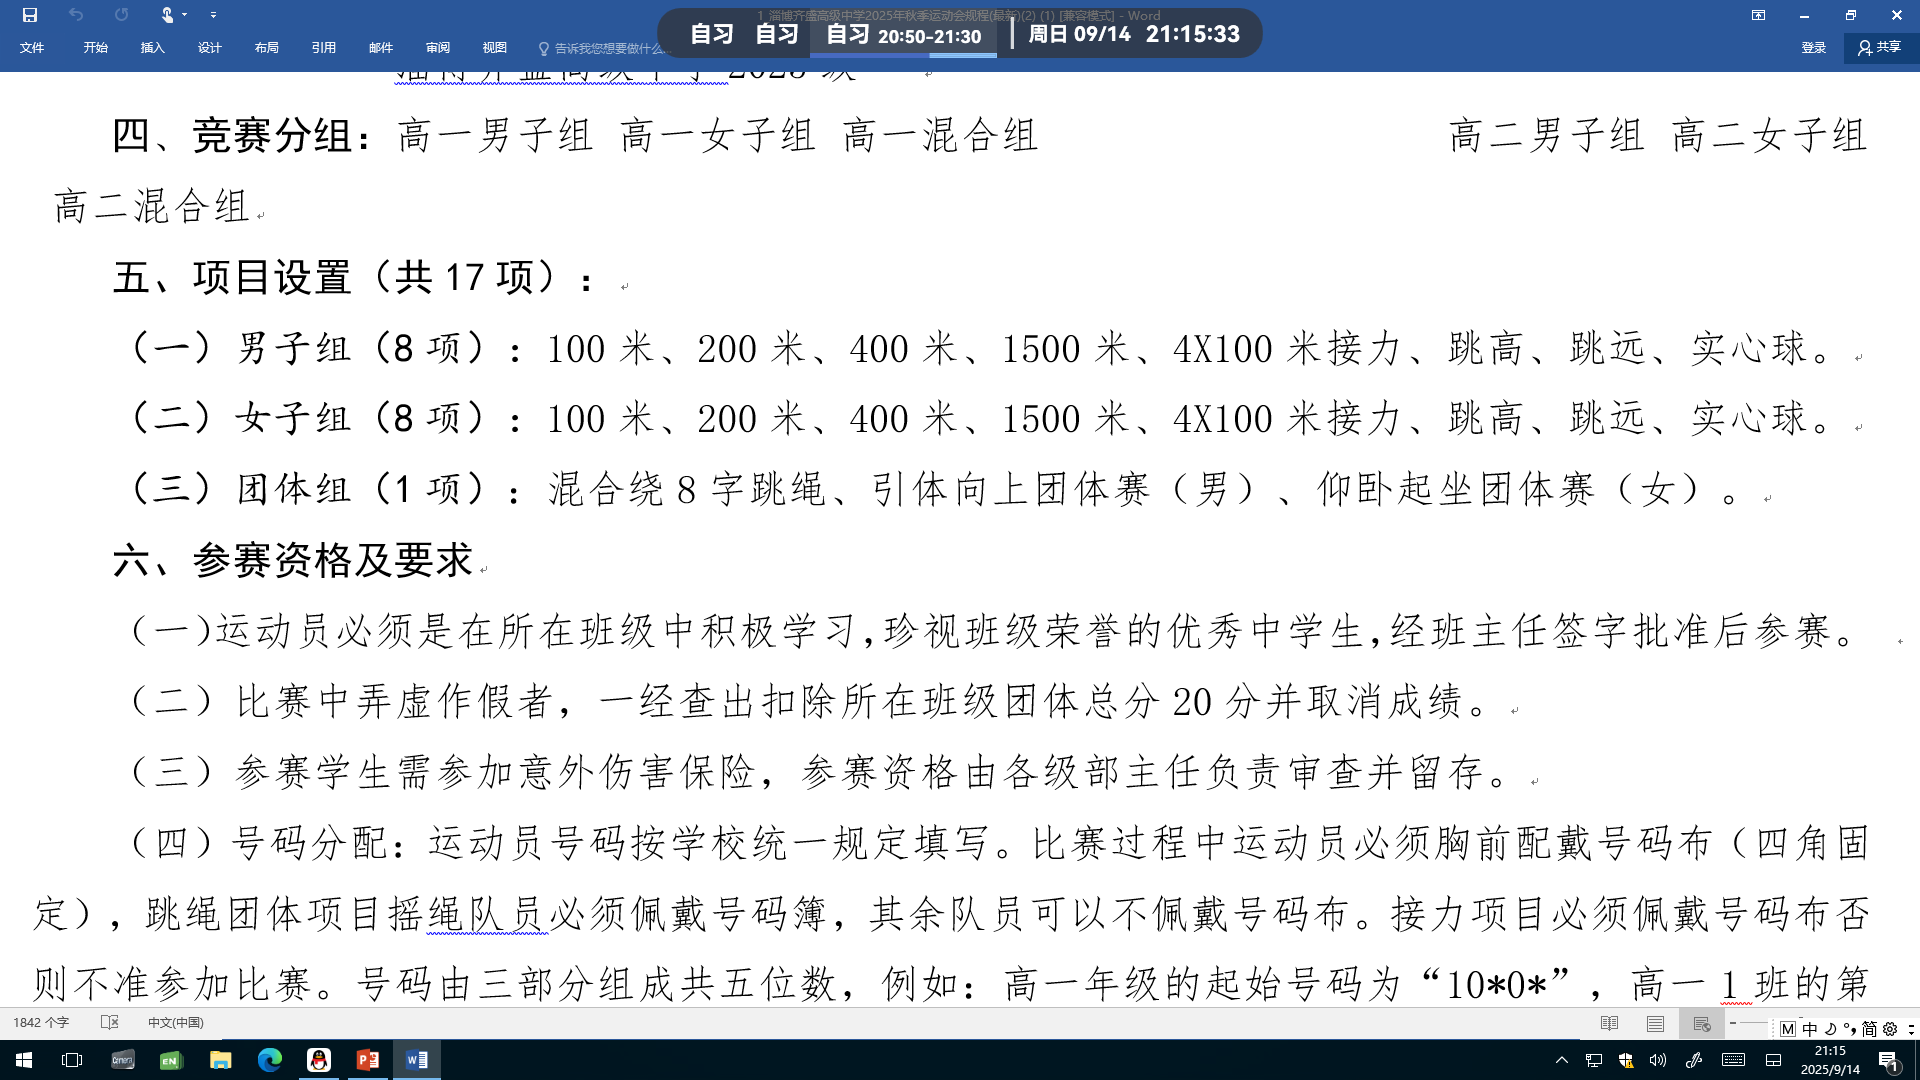 1 淄博齐盛高级中学2025年秋季运动会规程(最新)(2) (1) [兼容模式] - Word
自习 自习 自习 20:50-21:30 周日 09/14 21:15:33
文件 开始 插入 设计 布局 引用 邮件 审阅 视图 告诉我您想要做什么... 登录 共享
四、竞赛分组：高一男子组 高一女子组 高一混合组 高二男子组 高二女子组
高二混合组
五、项目设置（共 17 项）：
（一）男子组（8 项）：100 米、200 米、400 米、1500 米、4X100 米接力、跳高、跳远、实心球。
（二）女子组（8 项）：100 米、200 米、400 米、1500 米、4X100 米接力、跳高、跳远、实心球。
（三）团体组（1 项）：混合绕 8 字跳绳、引体向上团体赛（男）、仰卧起坐团体赛（女）。
六、参赛资格及要求
（一)运动员必须是在所在班级中积极学习,珍视班级荣誉的优秀中学生,经班主任签字批准后参赛。
（二）比赛中弄虚作假者，一经查出扣除所在班级团体总分 20 分并取消成绩。
（三）参赛学生需参加意外伤害保险，参赛资格由各级部主任负责审查并留存。
（四）号码分配：运动员号码按学校统一规定填写。比赛过程中运动员必须胸前配戴号码布（四角固
定），跳绳团体项目摇绳队员必须佩戴号码簿，其余队员可以不佩戴号码布。接力项目必须佩戴号码布否
则不准参加比赛。号码由三部分组成共五位数，例如：高一年级的起始号码为“10*0*”，高一 1 班的第
1842 个字 中文(中国)
M 中 简
21:15
2025/9/14